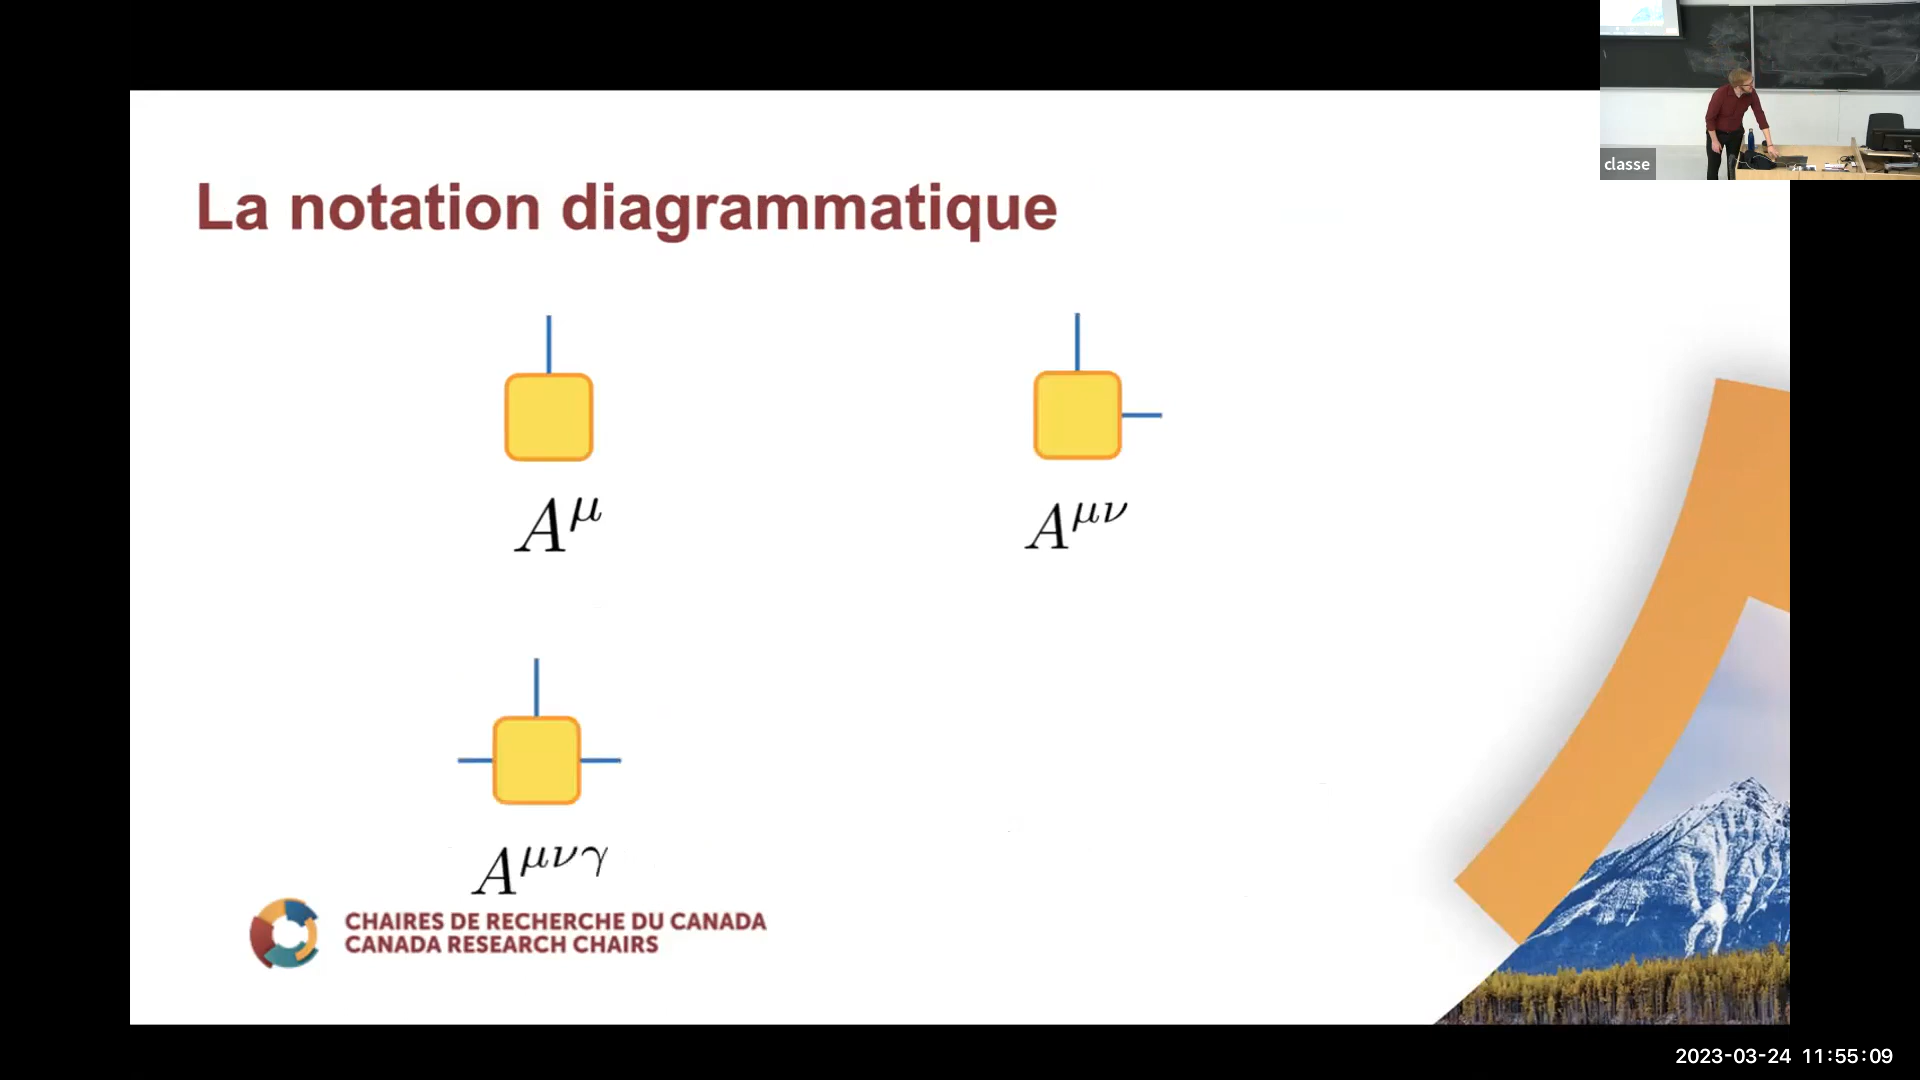 classe
La notation diagrammatique
A^μ
A^{μν}
A^{μνγ}
CHAIRES DE RECHERCHE DU CANADA
CANADA RESEARCH CHAIRS
2023-03-24 11:55:09